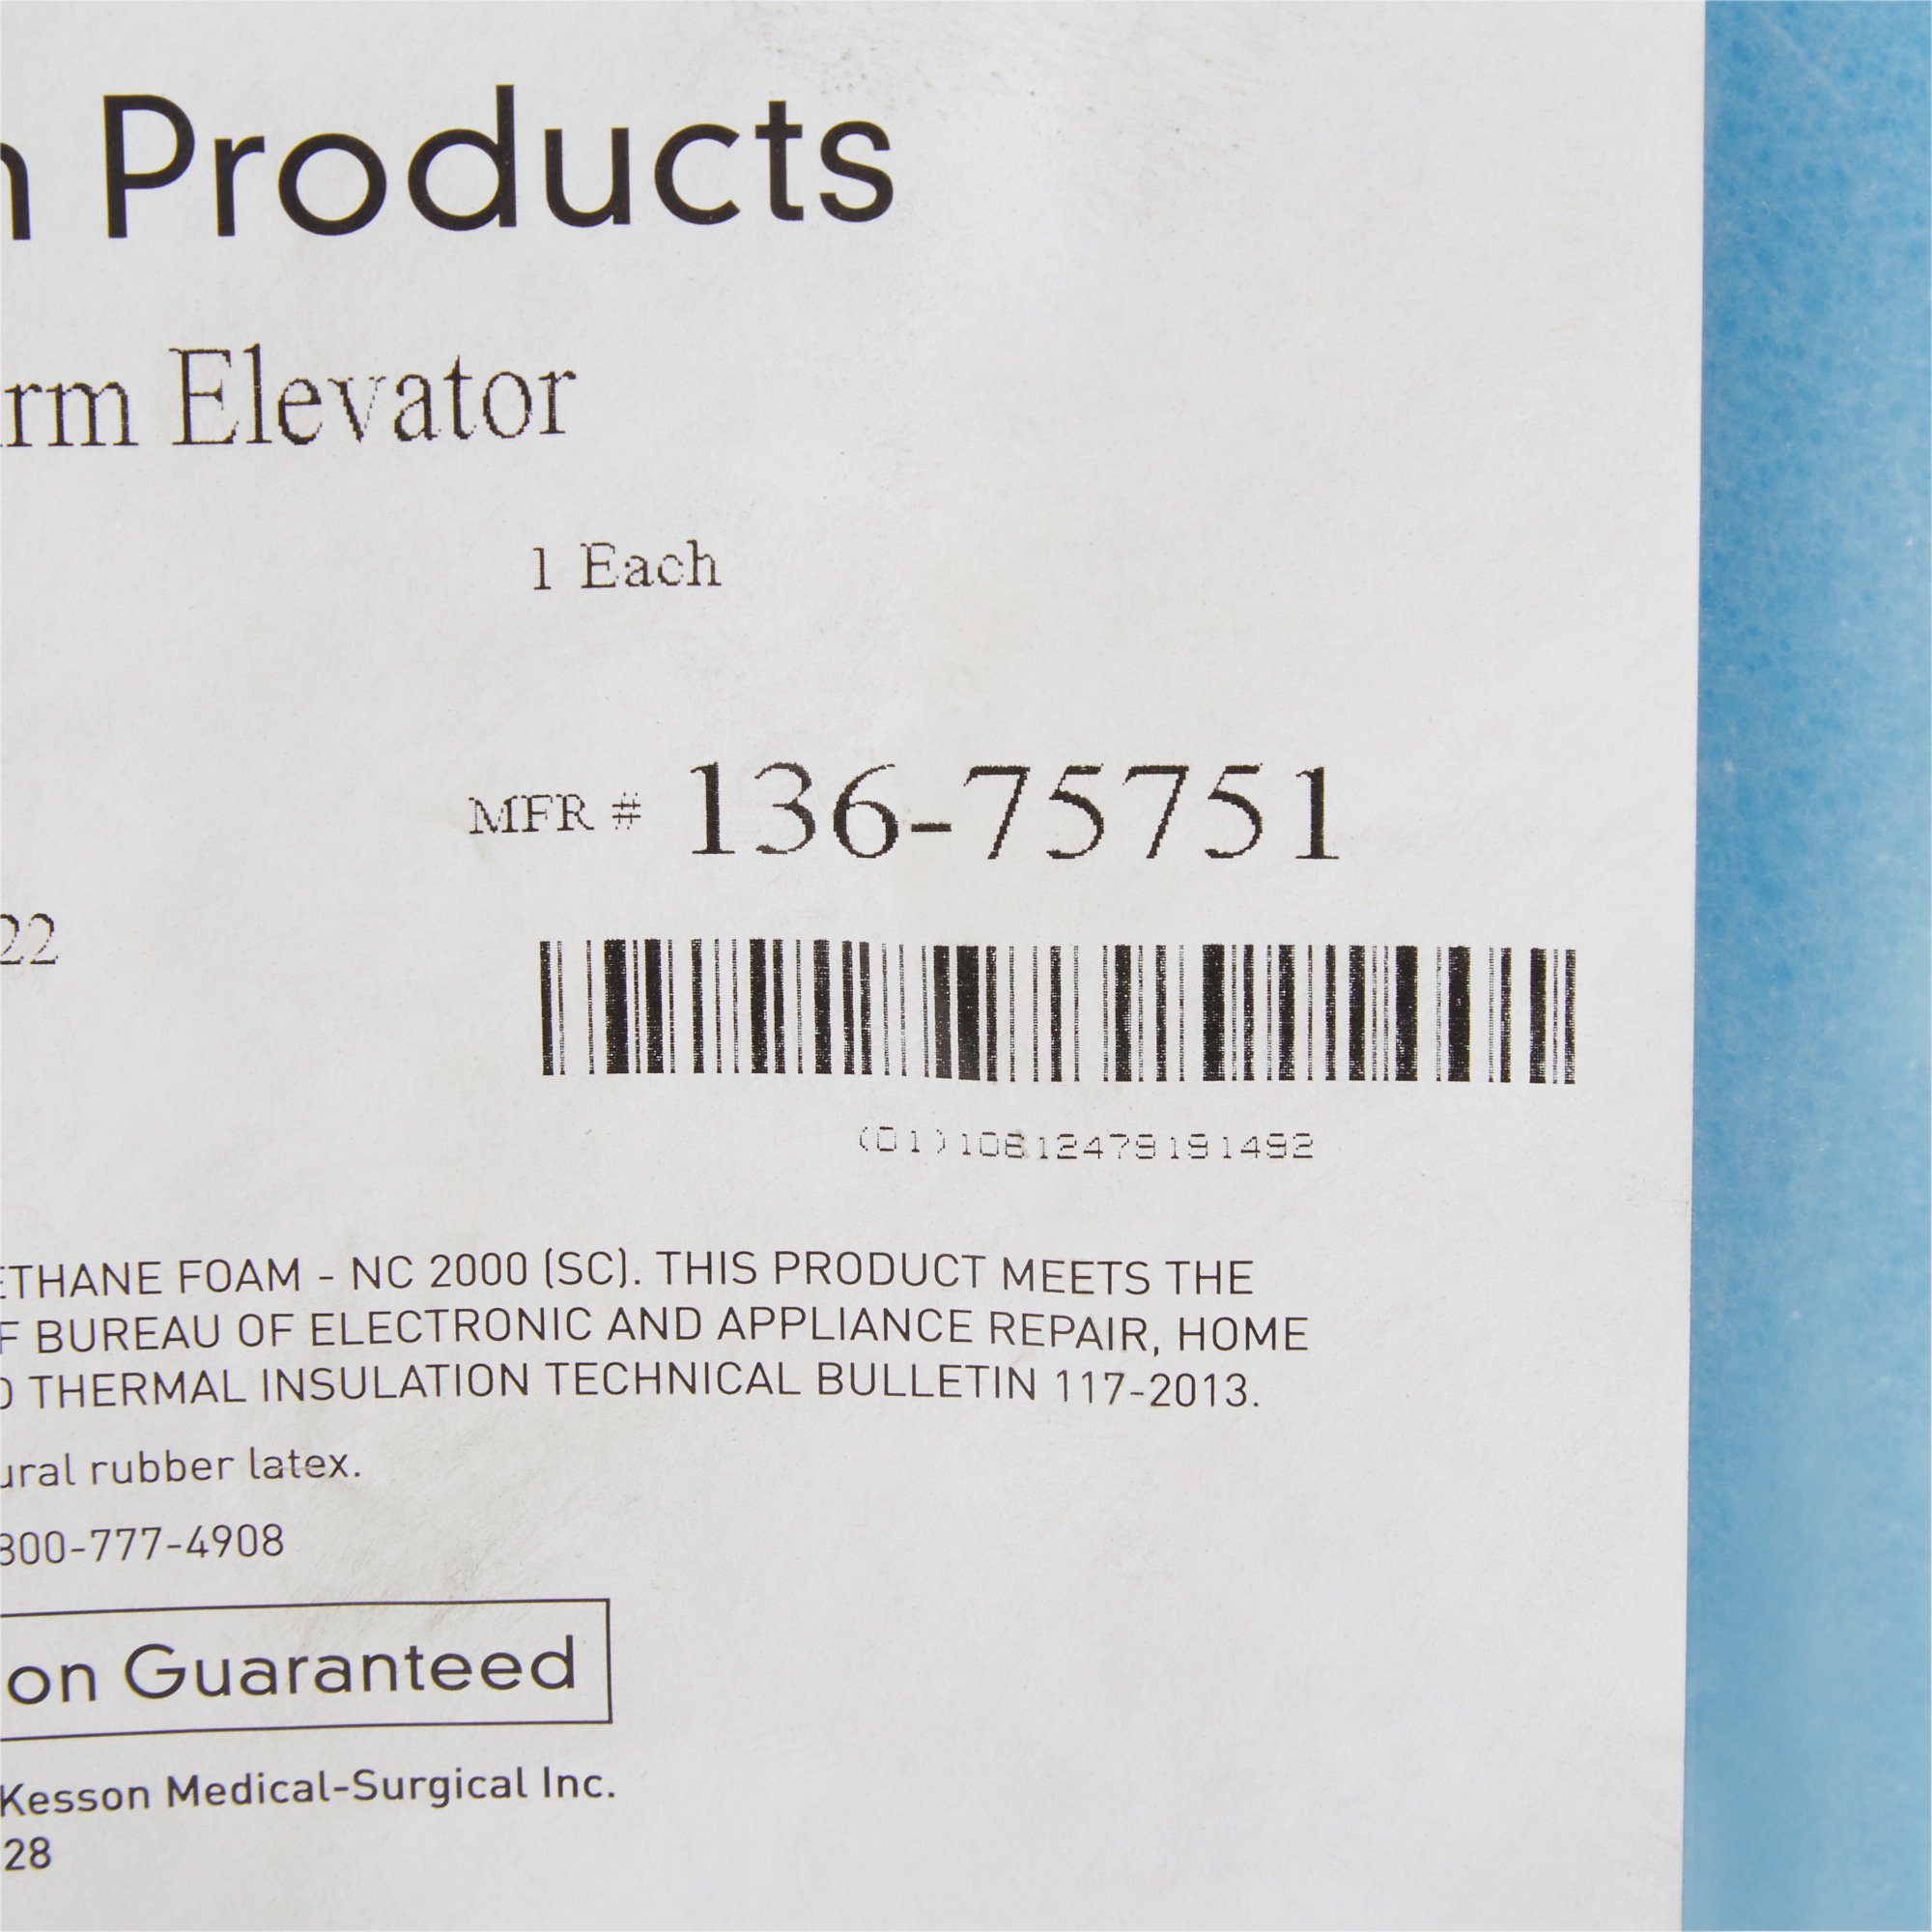 n Products
rm Elevator
1 Each
MFR # 136-75751
22
(01)10612479191492
ETHANE FOAM - NC 2000 (SC). THIS PRODUCT MEETS THE
F BUREAU OF ELECTRONIC AND APPLIANCE REPAIR, HOME
D THERMAL INSULATION TECHNICAL BULLETIN 117-2013.
ural rubber latex.
800-777-4908
on Guaranteed
Kesson Medical-Surgical Inc.
28